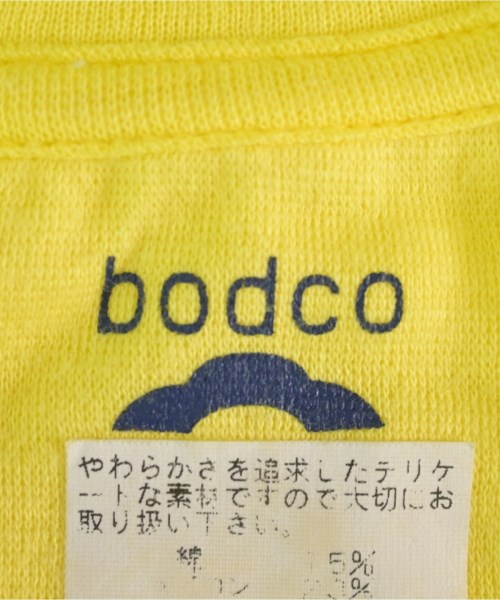 bodco
やわらかさを追求したデリケ
ートな素材ですので大切にお
取り扱い下さい。
綿 5%